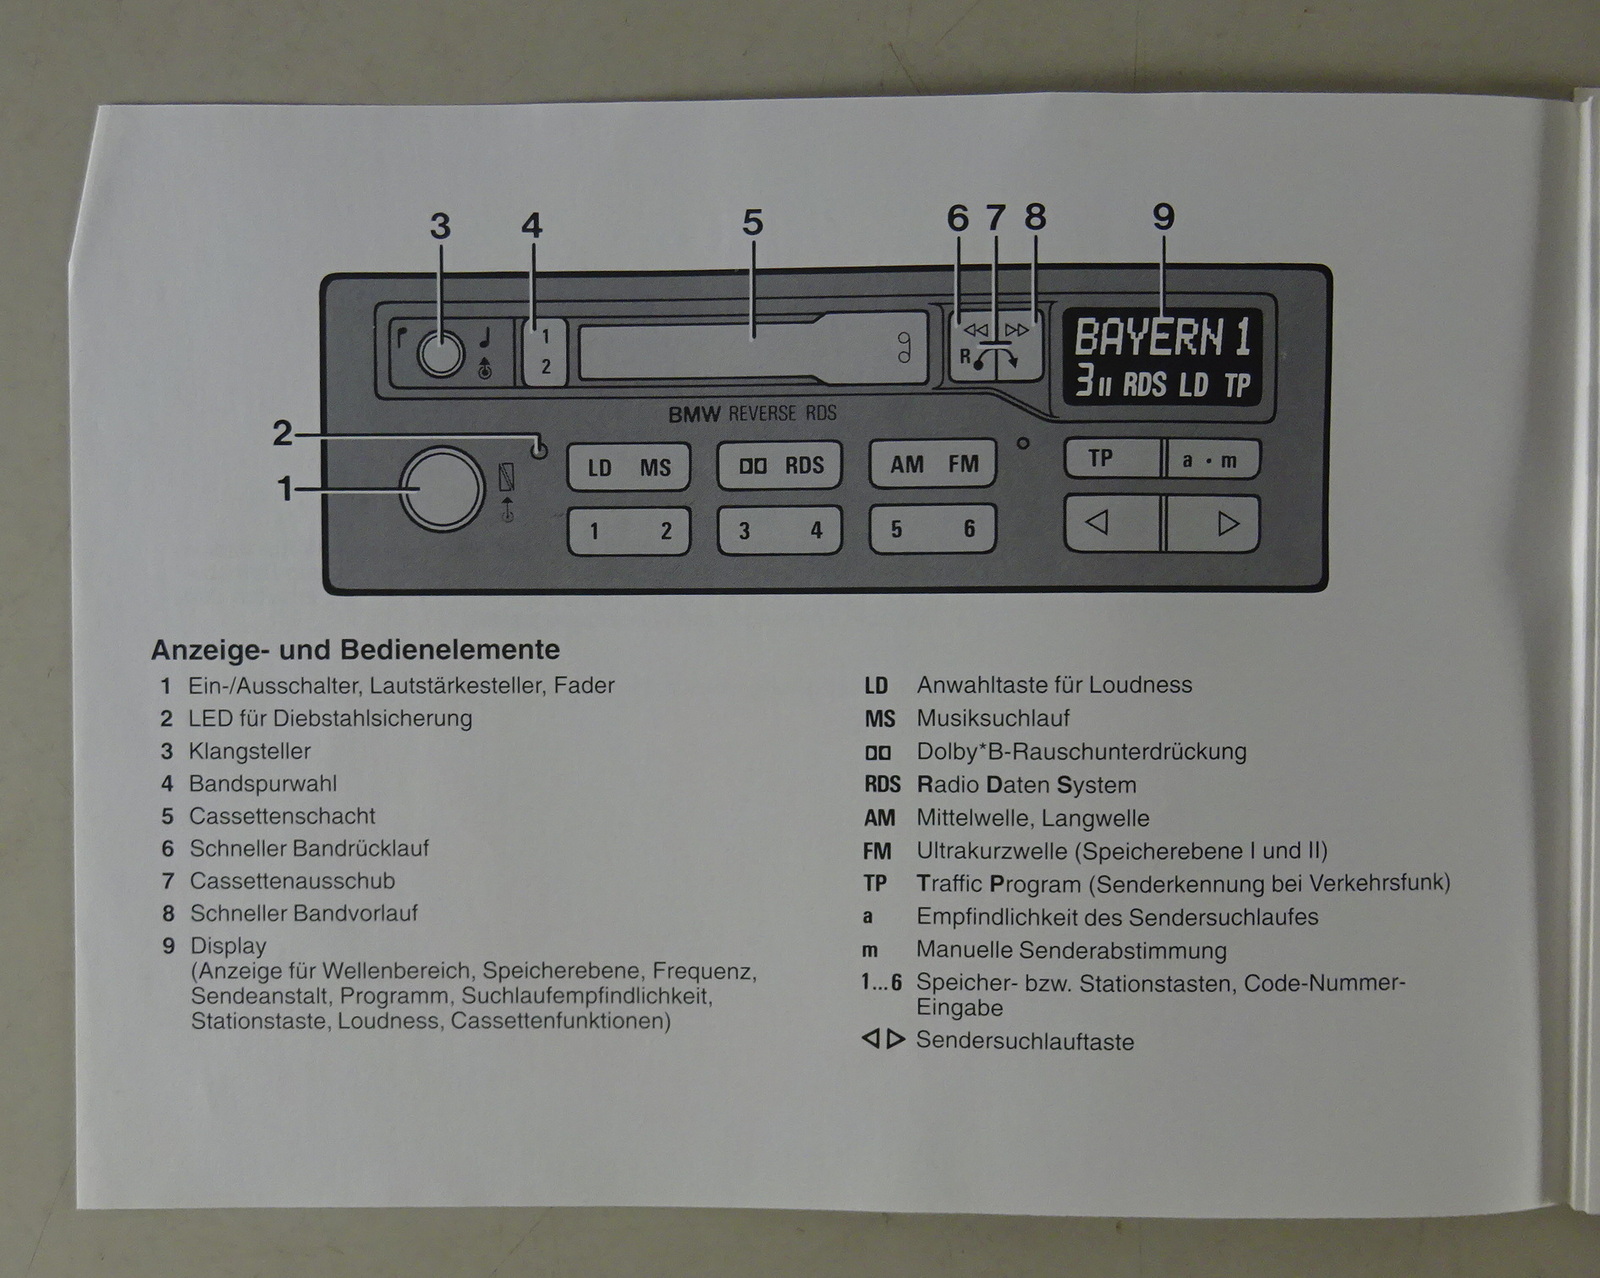 3 4 5 6 7 8 9
1
2
R
BAYERN 1
3 II RDS LD TP
BMW REVERSE RDS
2
1
LD MS RDS AM FM TP a · m
1 2 3 4 5 6
Anzeige- und Bedienelemente
1 Ein-/Ausschalter, Lautstärkesteller, Fader
2 LED für Diebstahlsicherung
3 Klangsteller
4 Bandspurwahl
5 Cassettenschacht
6 Schneller Bandrücklauf
7 Cassettenausschub
8 Schneller Bandvorlauf
9 Display
(Anzeige für Wellenbereich, Speicherebene, Frequenz,
Sendeanstalt, Programm, Suchlaufempfindlichkeit,
Stationstaste, Loudness, Cassettenfunktionen)
LD Anwahltaste für Loudness
MS Musiksuchlauf
Dolby*B-Rauschunterdrückung
RDS Radio Daten System
AM Mittelwelle, Langwelle
FM Ultrakurzwelle (Speicherebene I und II)
TP Traffic Program (Senderkennung bei Verkehrsfunk)
a Empfindlichkeit des Sendersuchlaufes
m Manuelle Senderabstimmung
1...6 Speicher- bzw. Stationstasten, Code-Nummer-
Eingabe
◁ ▷ Sendersuchlauftaste